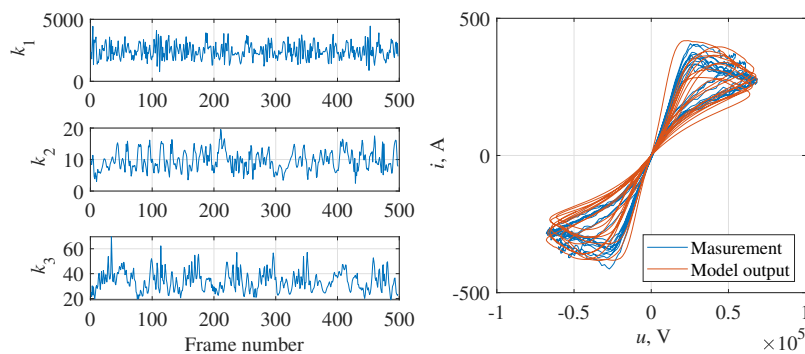 5000
k1
0
0 100 200 300 400 500
20
k2
10
0
0 100 200 300 400 500
60
k3
40
20
0 100 200 300 400 500
Frame number
500
i, A
0
-500
Masurement
Model output
-1 -0.5 0 0.5 1
×10^5
u, V